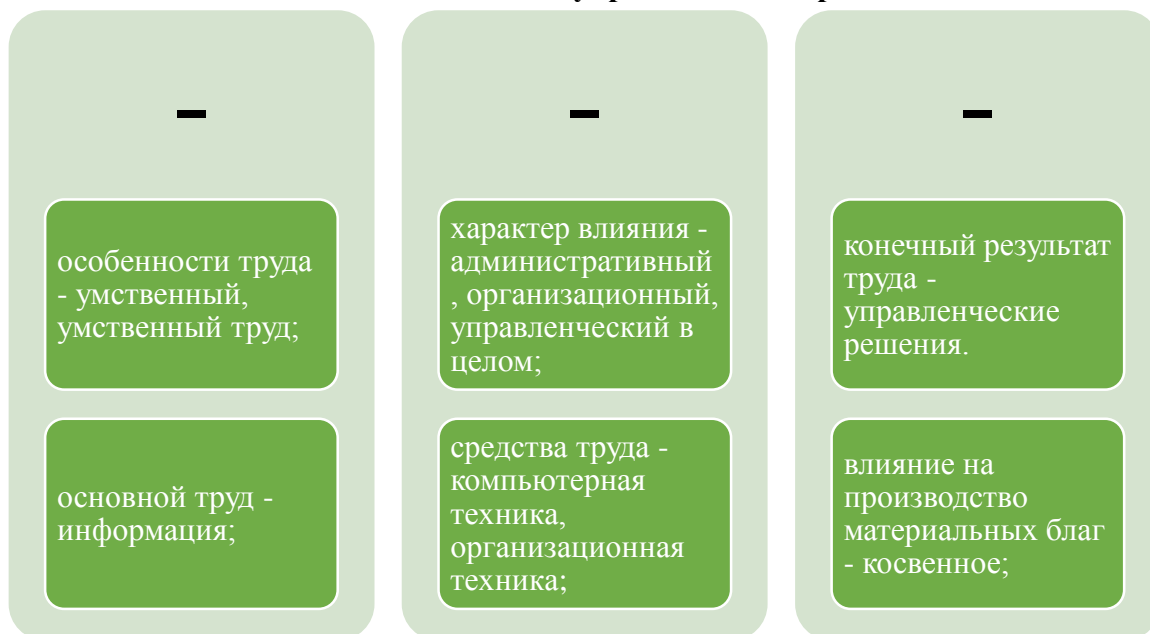 -
особенности труда
- умственный,
умственный труд;
основной труд -
информация;
-
характер влияния -
административный
, организационный,
управленческий в
целом;
средства труда -
компьютерная
техника,
организационная
техника;
-
конечный результат
труда -
управленческие
решения.
влияние на
производство
материальных благ
- косвенное;